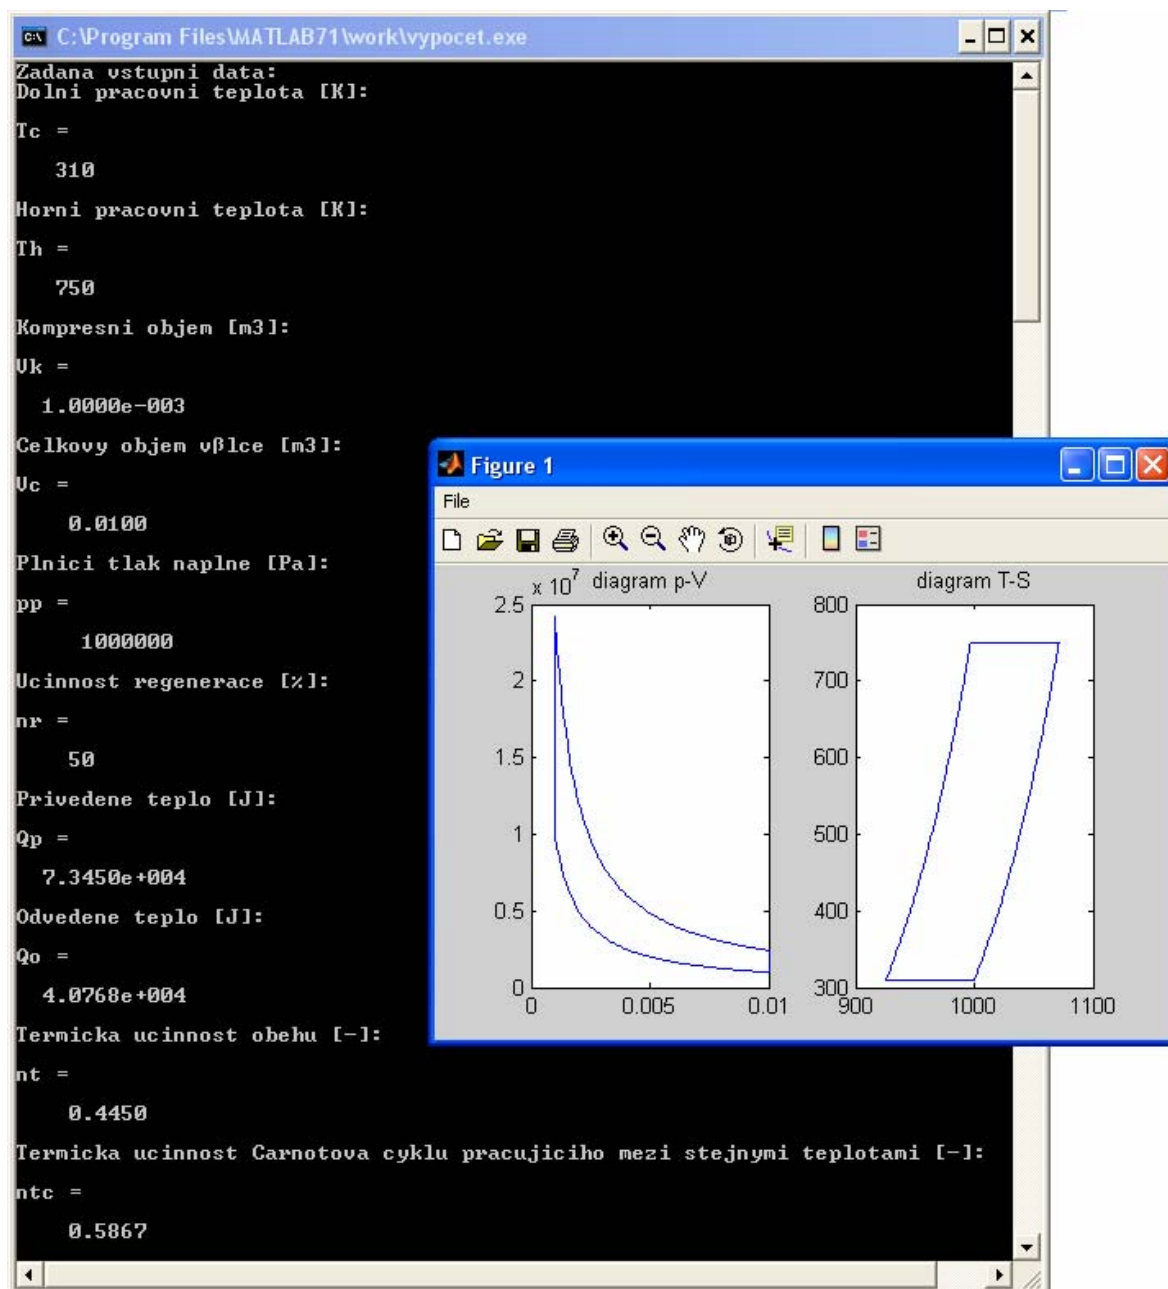 C:\Program Files\MATLAB71\work\vypocet.exe
Zadana vstupni data:
Dolni pracovni teplota [K]:
Tc =
310
Horni pracovni teplota [K]:
Th =
750
Kompresni objem [m3]:
Vk =
1.0000e-003
Celkovy objem vβlce [m3]:
Vc =
0.0100
Plnici tlak naplne [Pa]:
pp =
1000000
Ucinnost regenerace [%]:
nr =
50
Privedene teplo [J]:
Qp =
7.3450e+004
Odvedene teplo [J]:
Qo =
4.0768e+004
Termicka ucinnost obehu [-]:
nt =
0.4450
Termicka ucinnost Carnotova cyklu pracujiciho mezi stejnymi teplotami [-]:
ntc =
0.5867
Figure 1
File
x 10^7 diagram p-V
2.5
2
1.5
1
0.5
0
0 0.005 0.01
diagram T-S
800
700
600
500
400
300
900 1000 1100